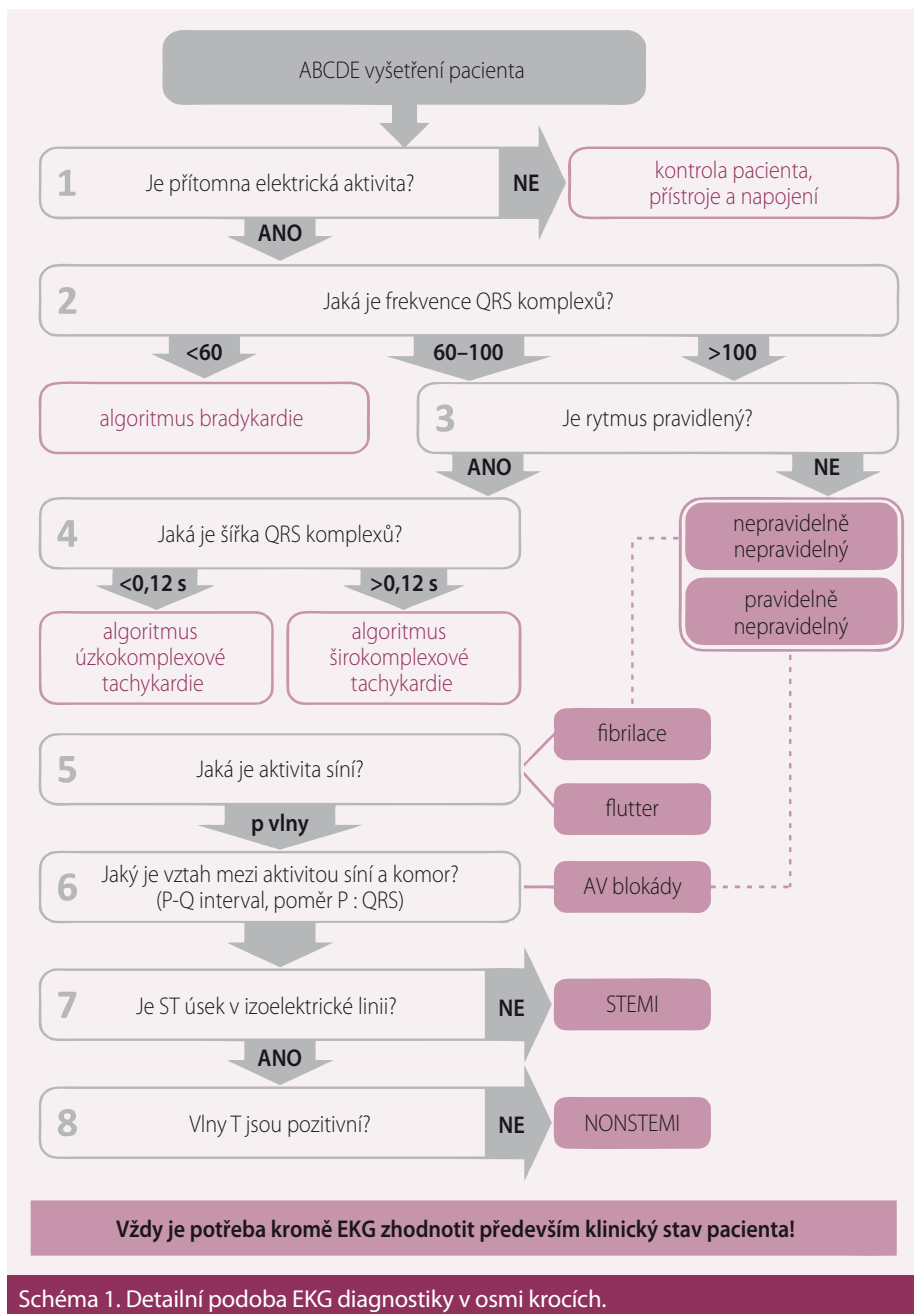 ABCDE vyšetření pacienta
1
Je přítomna elektrická aktivita?
NE
kontrola pacienta,
přístroje a napojení
ANO
2
Jaká je frekvence QRS komplexů?
<60
60–100
>100
algoritmus bradykardie
3
Je rytmus pravidlený?
ANO
NE
4
Jaká je šířka QRS komplexů?
nepravidelně
nepravidelný
pravidelně
nepravidelný
<0,12 s
>0,12 s
algoritmus
úzkokomplexové
tachykardie
algoritmus
širokomplexové
tachykardie
5
Jaká je aktivita síní?
fibrilace
flutter
p vlny
6
Jaký je vztah mezi aktivitou síní a komor?
(P-Q interval, poměr P : QRS)
AV blokády
7
Je ST úsek v izoelektrické linii?
NE
STEMI
ANO
8
Vlny T jsou pozitivní?
NE
NONSTEMI
Vždy je potřeba kromě EKG zhodnotit především klinický stav pacienta!
Schéma 1. Detailní podoba EKG diagnostiky v osmi krocích.